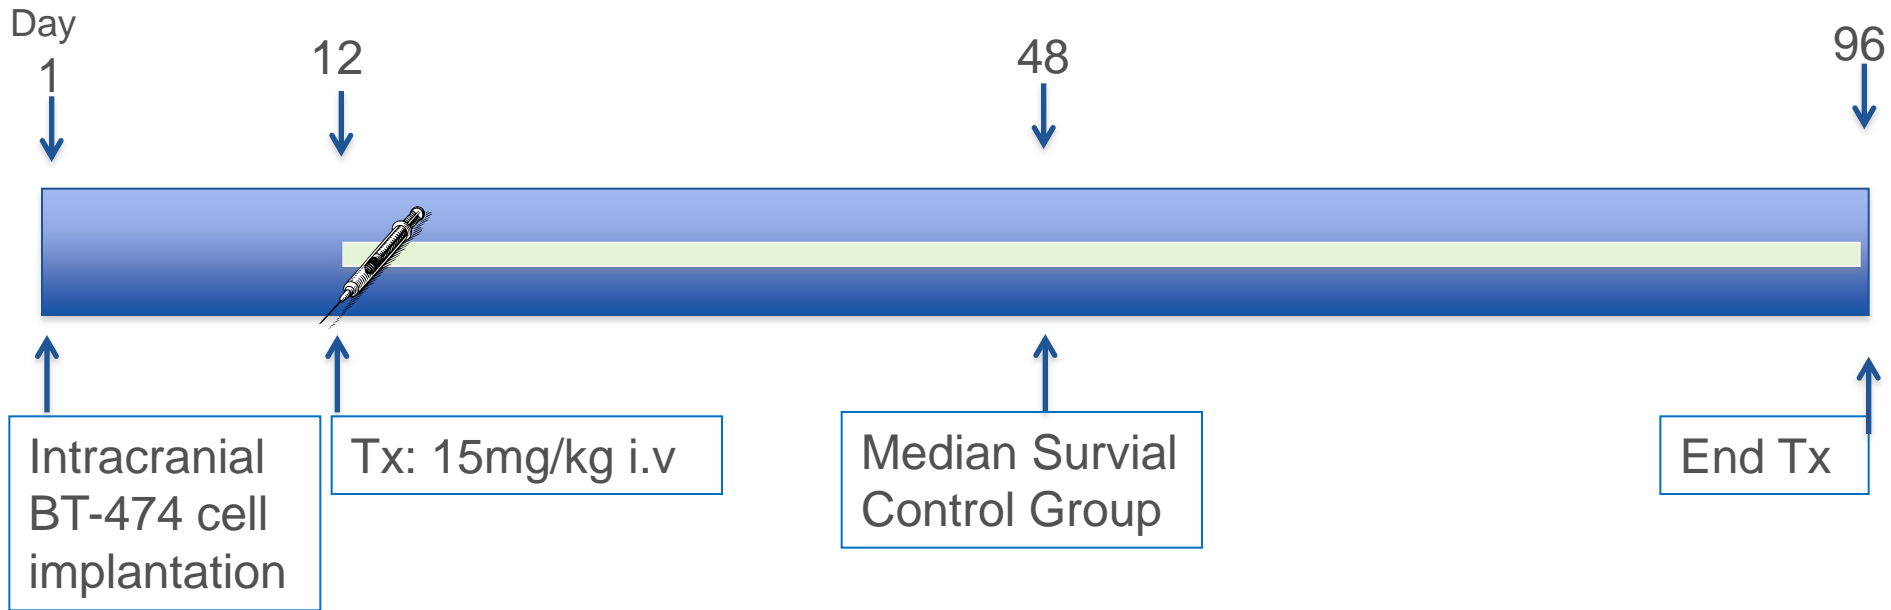 Day
1
12
48
96
Intracranial
BT-474 cell
implantation
Tx: 15mg/kg i.v
Median Survial
Control Group
End Tx